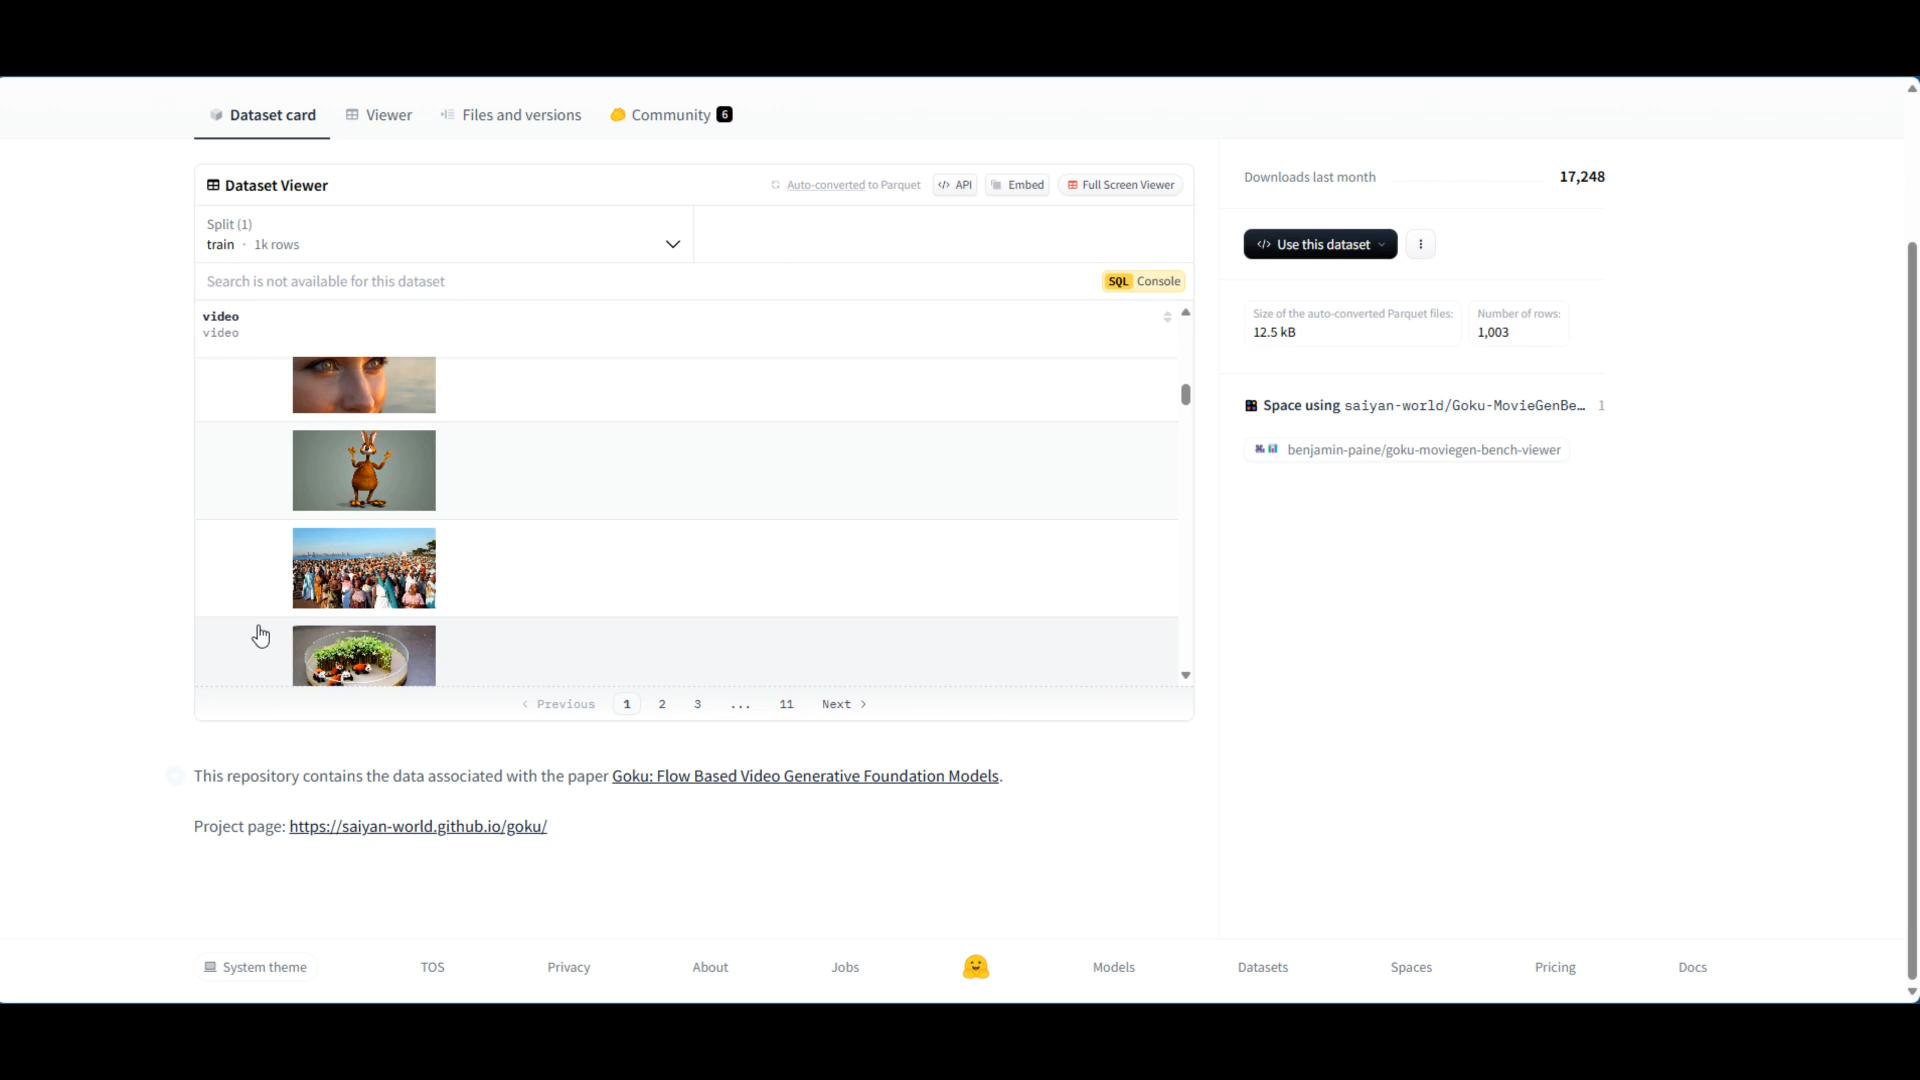 Dataset card Viewer Files and versions Community 6
Dataset Viewer Auto-converted to Parquet API Embed Full Screen Viewer
Split (1)
train · 1k rows
Search is not available for this dataset SQL Console
video
video
< Previous 1 2 3 ... 11 Next >
This repository contains the data associated with the paper Goku: Flow Based Video Generative Foundation Models.
Project page: https://saiyan-world.github.io/goku/
Downloads last month 17,248
</> Use this dataset
Size of the auto-converted Parquet files: Number of rows:
12.5 kB 1,003
Space using saiyan-world/Goku-MovieGenBe… 1
benjamin-paine/goku-moviegen-bench-viewer
System theme TOS Privacy About Jobs Models Datasets Spaces Pricing Docs